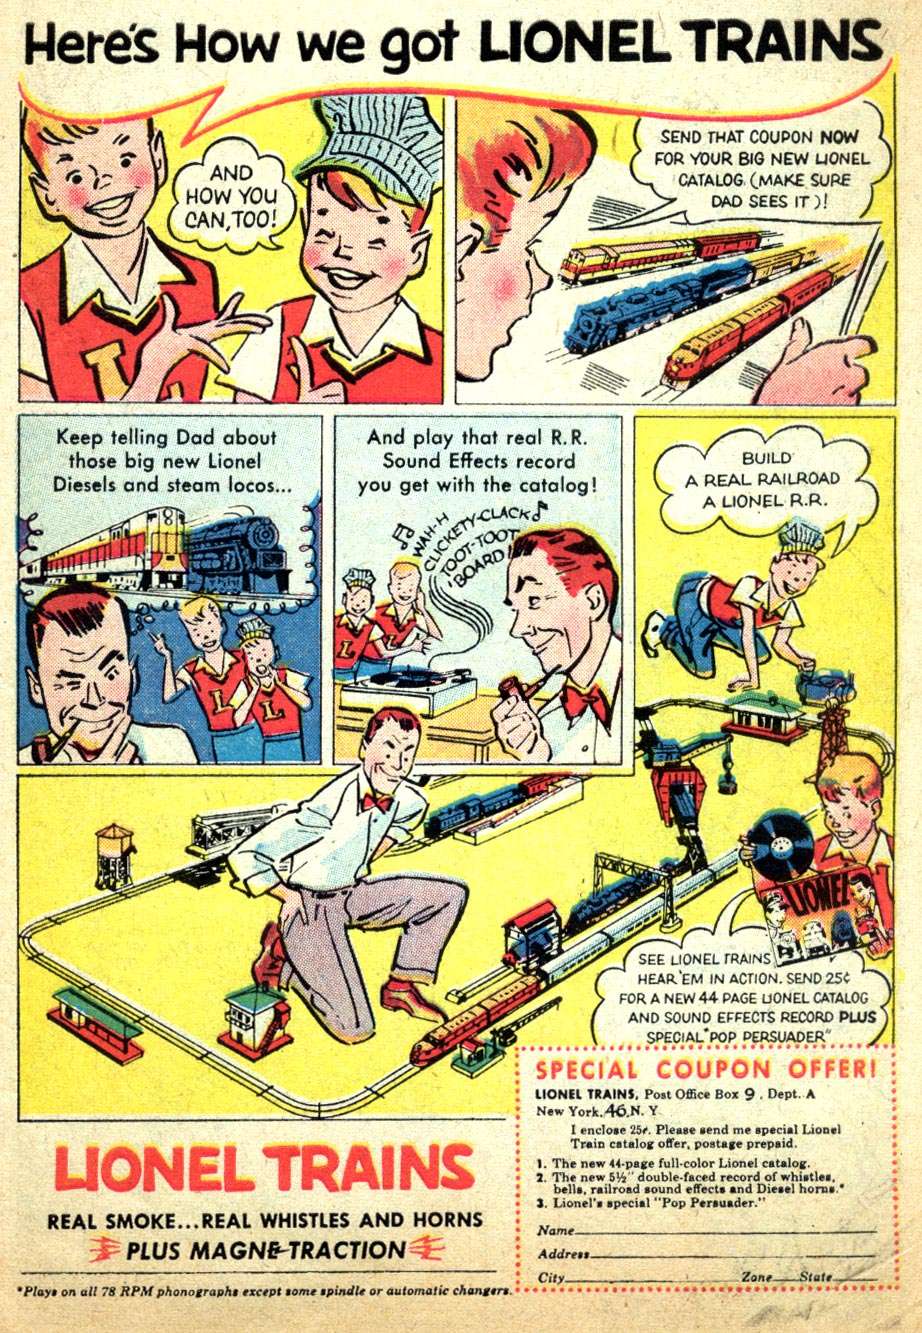 Here's How we got LIONEL TRAINS
AND
HOW YOU
CAN, TOO!
SEND THAT COUPON NOW
FOR YOUR BIG NEW LIONEL
CATALOG. (MAKE SURE
DAD SEES IT)!
Keep telling Dad about
those big new Lionel
Diesels and steam locos...
L
L
And play that real R.R.
Sound Effects record
you get with the catalog!
WAH-H
CLICKETY-CLACK
TOOT-TOOT
'BOARD!
L
L
BUILD
A REAL RAILROAD
A LIONEL R.R.
LIONEL
SEE LIONEL TRAINS
HEAR 'EM IN ACTION. SEND 25¢
FOR A NEW 44 PAGE LIONEL CATALOG
AND SOUND EFFECTS RECORD PLUS
SPECIAL "POP PERSUADER"
SPECIAL COUPON OFFER!
LIONEL TRAINS, Post Office Box 9, Dept. A
New York, 46, N. Y.
I enclose 25¢. Please send me special Lionel
Train catalog offer, postage prepaid.
1. The new 44-page full-color Lionel catalog.
2. The new 5½" double-faced record of whistles,
bells, railroad sound effects and Diesel horns.*
3. Lionel's special "Pop Persuader."
Name
Address
City Zone State
LIONEL TRAINS
REAL SMOKE...REAL WHISTLES AND HORNS
PLUS MAGNE-TRACTION
*Plays on all 78 RPM phonographs except some spindle or automatic changers.